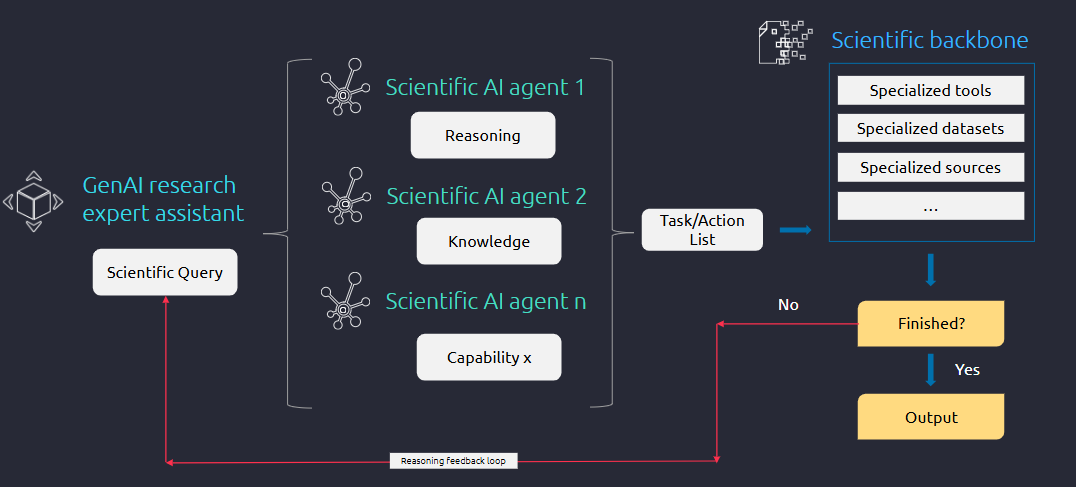 Scientific backbone
Specialized tools
Specialized datasets
Specialized sources
...
Scientific AI agent 1
Reasoning
Scientific AI agent 2
Knowledge
Scientific AI agent n
Capability x
GenAI research
expert assistant
Scientific Query
Task/Action
List
No
Finished?
Yes
Output
Reasoning feedback loop